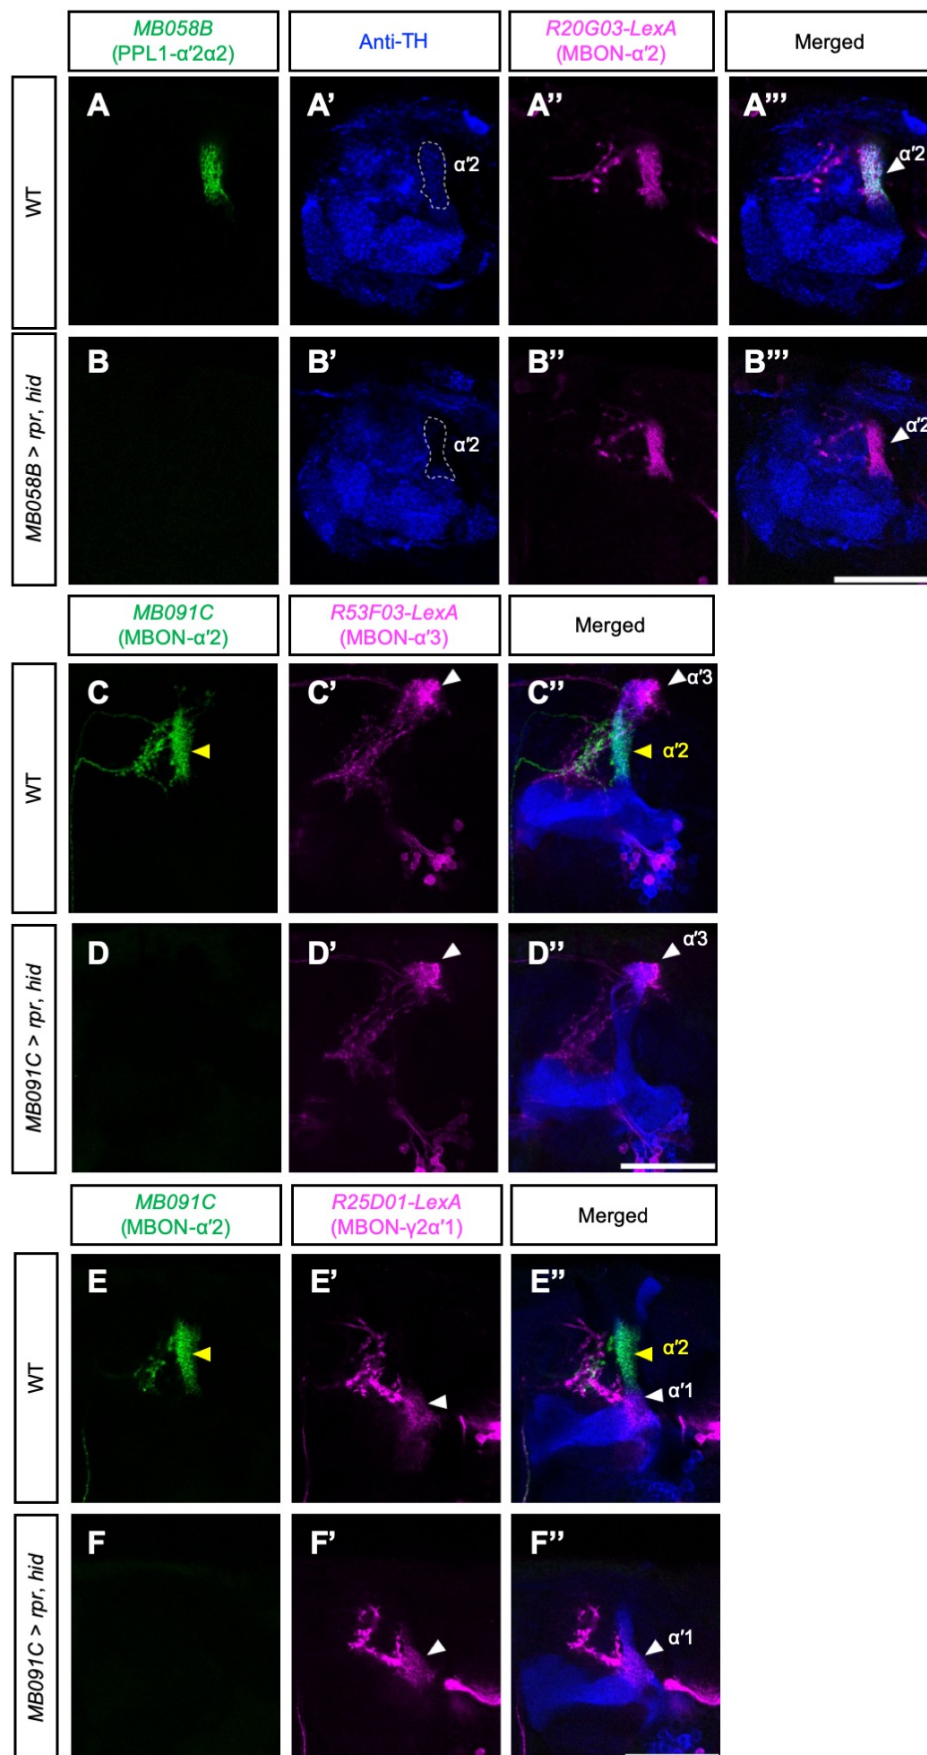 MB058B
(PPL1-α′2α2)
Anti-TH
R20G03-LexA
(MBON-α′2)
Merged
WT
A
A’
α′2
A’’
A’’’
α′2
MB058B > rpr, hid
B
B’
α′2
B’’
B’’’
α′2
MB091C
(MBON-α′2)
R53F03-LexA
(MBON-α′3)
Merged
WT
C
C’
C’’
α′3
α′2
MB091C > rpr, hid
D
D’
D’’
α′3
MB091C
(MBON-α′2)
R25D01-LexA
(MBON-γ2α′1)
Merged
WT
E
E’
E’’
α′2
α′1
MB091C > rpr, hid
F
F’
F’’
α′1